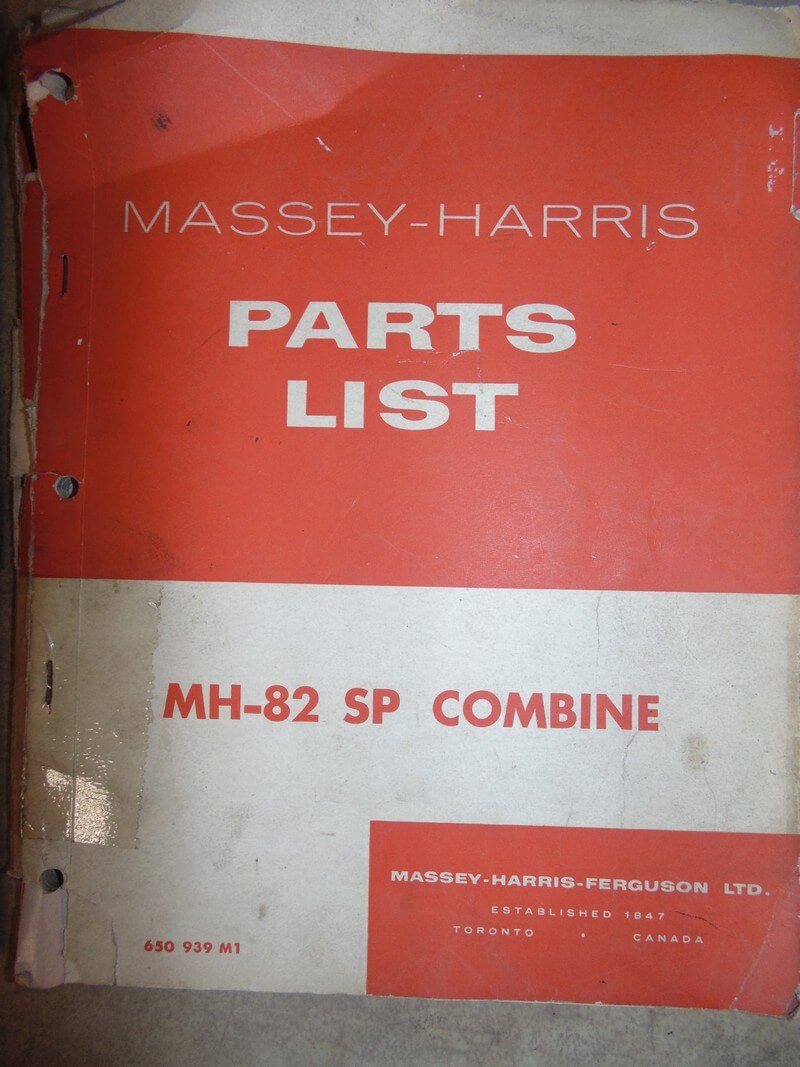 MASSEY-HARRIS
PARTS
LIST
MH-82 SP COMBINE
MASSEY-HARRIS-FERGUSON LTD.
ESTABLISHED 1847
TORONTO • CANADA
650 939 M1